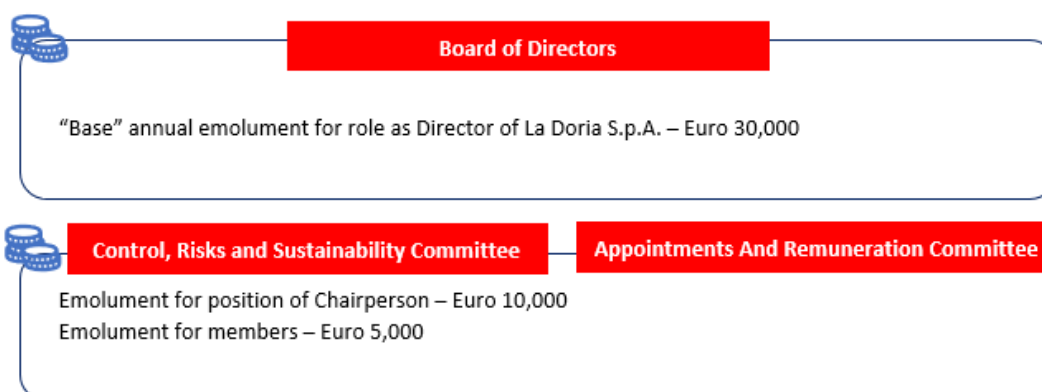 Board of Directors
“Base” annual emolument for role as Director of La Doria S.p.A. – Euro 30,000
Control, Risks and Sustainability Committee
Appointments And Remuneration Committee
Emolument for position of Chairperson – Euro 10,000
Emolument for members – Euro 5,000